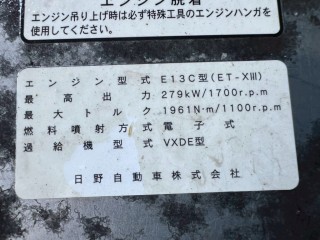 エンジン脱着
エンジン吊り上げ時は必ず特殊工具のエンジンハンガを
使用してください。
エンジン型式 E13C型(ET-XIII)
最高出力 279kW/1700r.p.m
最大トルク 1961N·m/1100r.p.m
燃料噴射方式 電子式
過給機型式 VXDE型
日野自動車株式会社